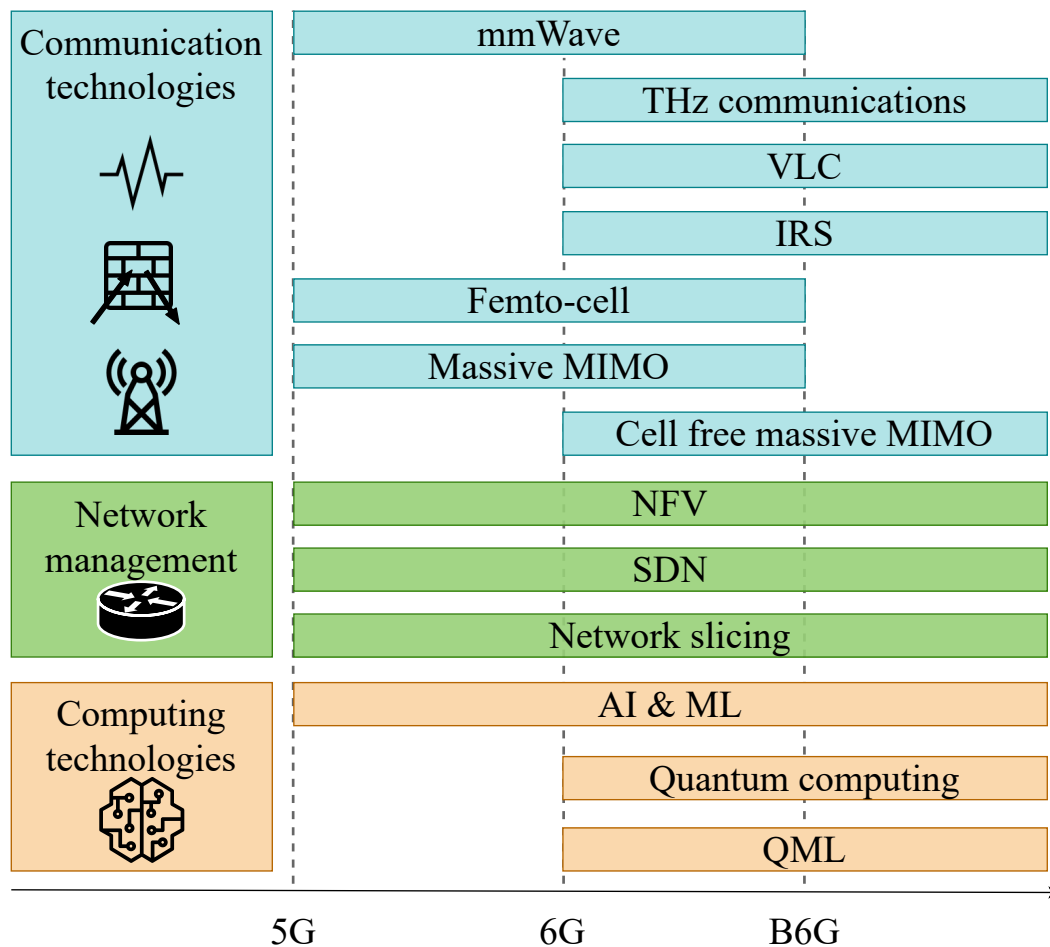 Communication
technologies
mmWave
THz communications
VLC
IRS
Femto-cell
Massive MIMO
Cell free massive MIMO
Network
management
NFV
SDN
Network slicing
Computing
technologies
AI & ML
Quantum computing
QML
5G
6G
B6G